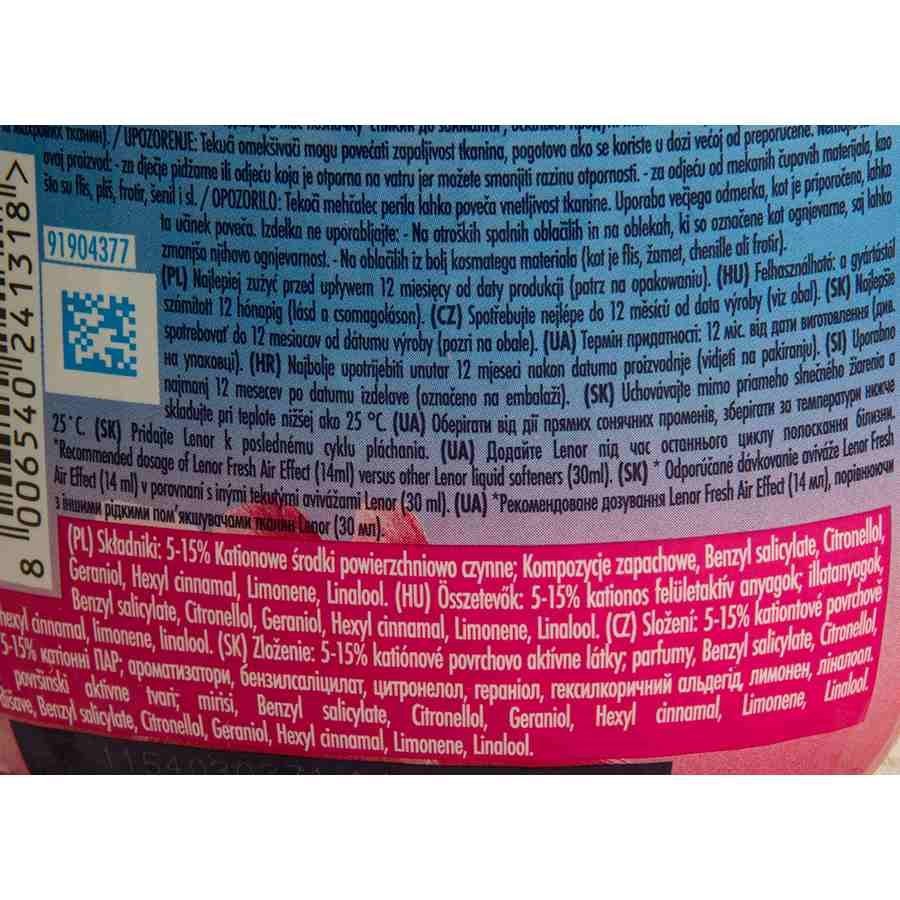 / UPOZORENJE: Tekući omekšivači mogu povećati zapaljivost tkanina, pogotovo ako se koriste u dozi većoj od preporučene.
ovaj proizvod: - za dječje pidžame ili odjeću koja je otporna na vatru jer možete smanjiti razinu otpornosti. - za odjeću od mekanih čupavih materijala, kao
što su flis, pliš, frotir, šenil i sl. / OPOZORILO: Tekoči mehčalec perila lahko poveča vnetljivost tkanine. Uporaba večjega odmerka, kot je priporočeno, lahko
ta učinek poveča. Izdelka ne uporabljajte: - Na otroških spalnih oblačilih in na oblekah, ki so označene kot ognjevarne, saj lahko
zmanjša njihovo ognjevarnost. - Na oblačilih iz bolj kosmatega materiala (kot je flis, žamet, chenille ali frotir).
91904377
(PL) Najlepiej zużyć przed upływem 12 miesięcy od daty produkcji (patrz na opakowaniu). (HU) Felhasználható: a gyártástól
számított 12 hónapig (lásd a csomagoláson). (CZ) Spotřebujte nejlépe do 12 měsíců od data výroby (viz obal). (SK) Najlepšie
spotrebovať do 12 mesiacov od dátumu výroby (pozri na obale). (UA) Термін придатності: 12 міс. від дати виготовлення (див.
на упаковці). (HR) Najbolje upotrijebiti unutar 12 mjeseci nakon datuma proizvodnje (vidjeti na pakiranju). (SI) Uporabno
najmanj 12 mesecev po datumu izdelave (označeno na embalaži). (SK) Uchovávajte mimo priameho slnečného žiarenia a
skladujte pri teplote nižšej ako 25 °C. (UA) Оберігати від дії прямих сонячних променів, зберігати за температури нижче
25°C. (SK) Pridajte Lenor k poslednému cyklu pláchania. (UA) Додайте Lenor під час останнього циклу полоскання білизни.
*Recommended dosage of Lenor Fresh Air Effect (14ml) versus other Lenor liquid softeners (30ml). (SK) * Odporúčané dávkovanie aviváže Lenor Fresh
Air Effect (14 ml) v porovnaní s inými tekutými avivážami Lenor (30 ml). (UA) *Рекомендоване дозування Lenor Fresh Air Effect (14 мл), порівнюючи
з іншими рідкими пом'якшувачами тканин Lenor (30 мл).
8 006540 241318 >
(PL) Składniki: 5-15% Kationowe środki powierzchniowo czynne; Kompozycje zapachowe, Benzyl salicylate, Citronellol,
Geraniol, Hexyl cinnamal, Limonene, Linalool. (HU) Összetevők: 5-15% kationos felületaktív anyagok; illatanyagok,
Benzyl salicylate, Citronellol, Geraniol, Hexyl cinnamal, Limonene, Linalool. (CZ) Složení: 5-15% kationtové povrchově
hexyl cinnamal, limonene, linalool. (SK) Zloženie: 5-15% katiónové povrchovo aktívne látky; parfumy, Benzyl salicylate, Citronellol,
5-15% катіонні ПАР; ароматизатори, бензилсаліцилат, цитронелол, гераніол, гексилкоричний альдегід, лимонен, ліналоол.
površinski aktivne tvari; mirisi, Benzyl salicylate, Citronellol, Geraniol, Hexyl cinnamal, Limonene, Linalool.
Benzyl salicylate, Citronellol, Geraniol, Hexyl cinnamal, Limonene, Linalool.